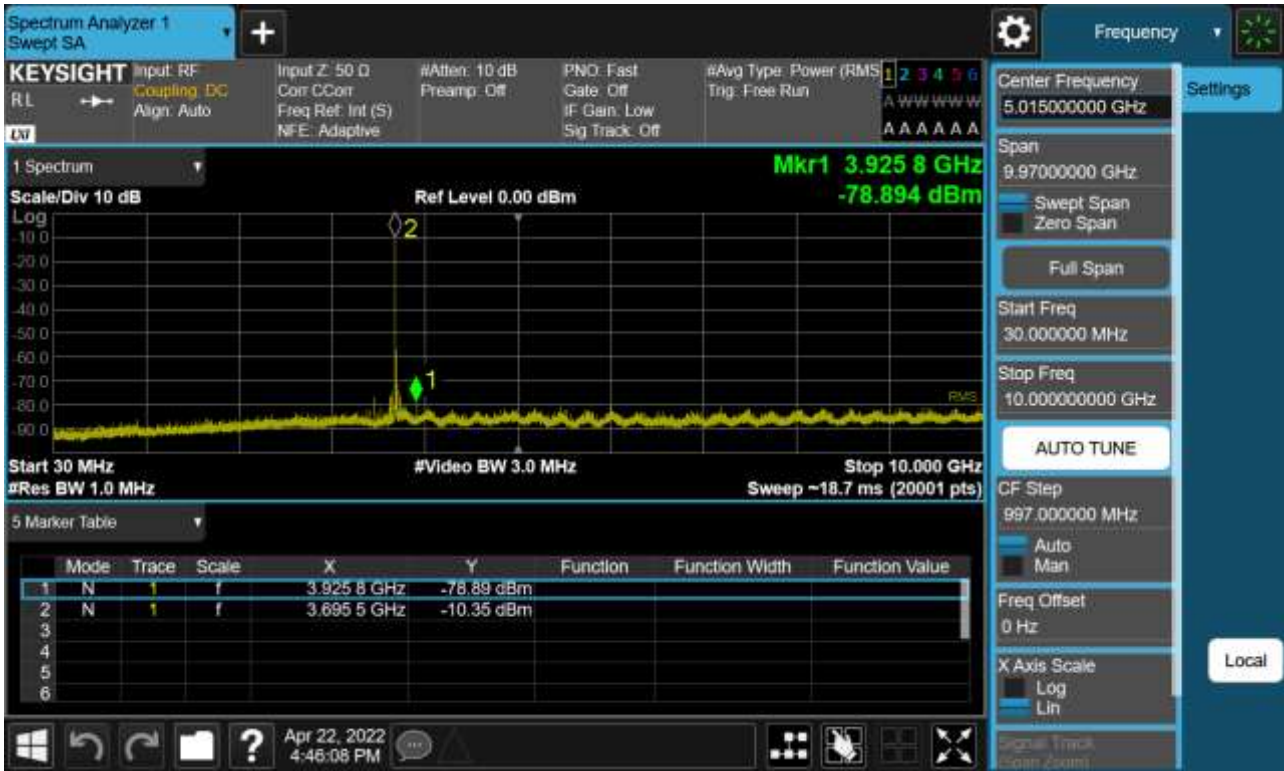 Spectrum Analyzer 1
Swept SA
+
Frequency
KEYSIGHT
RL
LXI
Input: RF
Coupling: DC
Align: Auto
Input Z: 50 Ω
Corr CCorr
Freq Ref: Int (S)
NFE: Adaptive
#Atten: 10 dB
Preamp: Off
PNO: Fast
Gate: Off
IF Gain: Low
Sig Track: Off
#Avg Type: Power (RMS
Trig: Free Run
1 2 3 4 5 6
A W W W W W
A A A A A A
1 Spectrum
Scale/Div 10 dB
Log
Ref Level 0.00 dBm
Mkr1 3.925 8 GHz
-78.894 dBm
-10.0
-20.0
-30.0
-40.0
-50.0
-60.0
-70.0
-80.0
-90.0
2
1
RMS
Start 30 MHz
#Video BW 3.0 MHz
Stop 10.000 GHz
#Res BW 1.0 MHz
Sweep ~18.7 ms (20001 pts)
5 Marker Table
Mode Trace Scale X Y Function Function Width Function Value
1 N 1 f 3.925 8 GHz -78.89 dBm
2 N 1 f 3.695 5 GHz -10.35 dBm
3
4
5
6
?
Apr 22, 2022
4:46:08 PM
Center Frequency
5.015000000 GHz
Settings
Span
9.97000000 GHz
Swept Span
Zero Span
Full Span
Start Freq
30.000000 MHz
Stop Freq
10.000000000 GHz
AUTO TUNE
CF Step
997.000000 MHz
Auto
Man
Freq Offset
0 Hz
X Axis Scale
Log
Lin
Signal Track
(Span Zoom)
Local